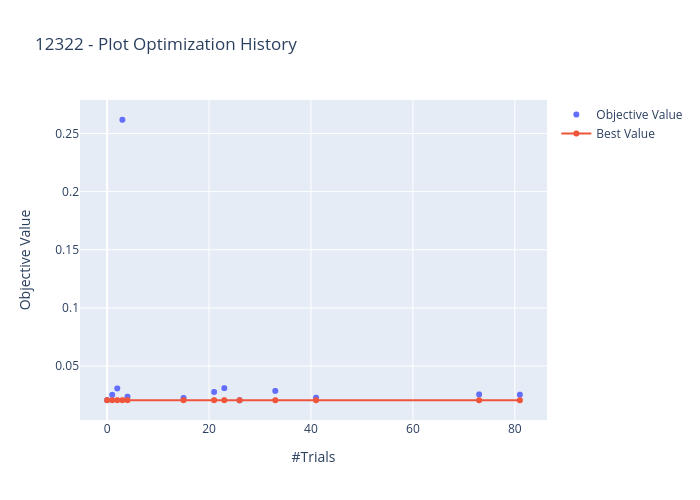 12322 - Plot Optimization History
Objective Value
Best Value
0.25
0.2
0.15
0.1
0.05
Objective Value
0
20
40
60
80
#Trials